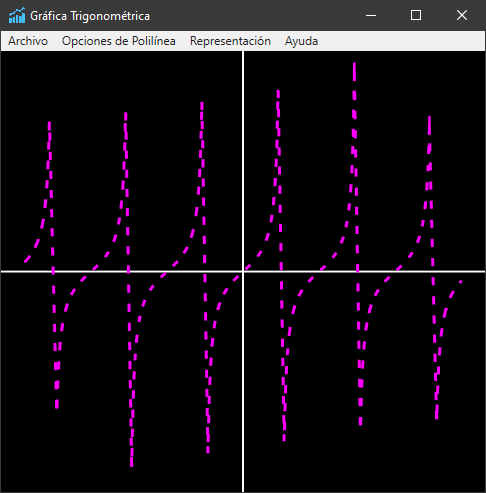 Gráfica Trigonométrica
Archivo Opciones de Polilínea Representación Ayuda